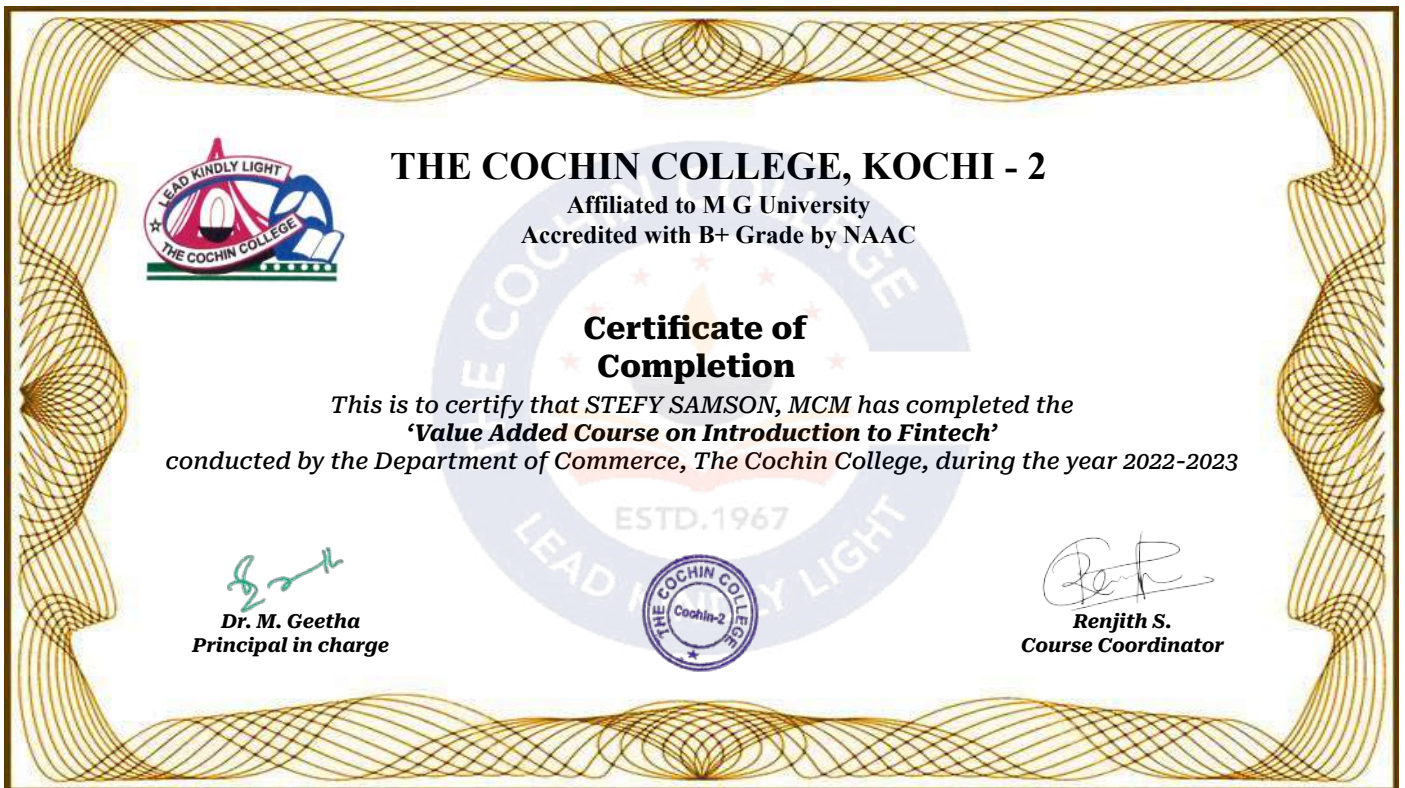 LEAD KINDLY LIGHT
THE COCHIN COLLEGE
THE COCHIN COLLEGE, KOCHI - 2
Affiliated to M G University
Accredited with B+ Grade by NAAC
THE COCHIN COLLEGE
Certificate of
Completion
This is to certify that STEFY SAMSON, MCM has completed the
‘Value Added Course on Introduction to Fintech’
conducted by the Department of Commerce, The Cochin College, during the year 2022-2023
ESTD.1967
LEAD KINDLY LIGHT
THE COCHIN COLLEGE
Cochin-2
Dr. M. Geetha
Principal in charge
Renjith S.
Course Coordinator